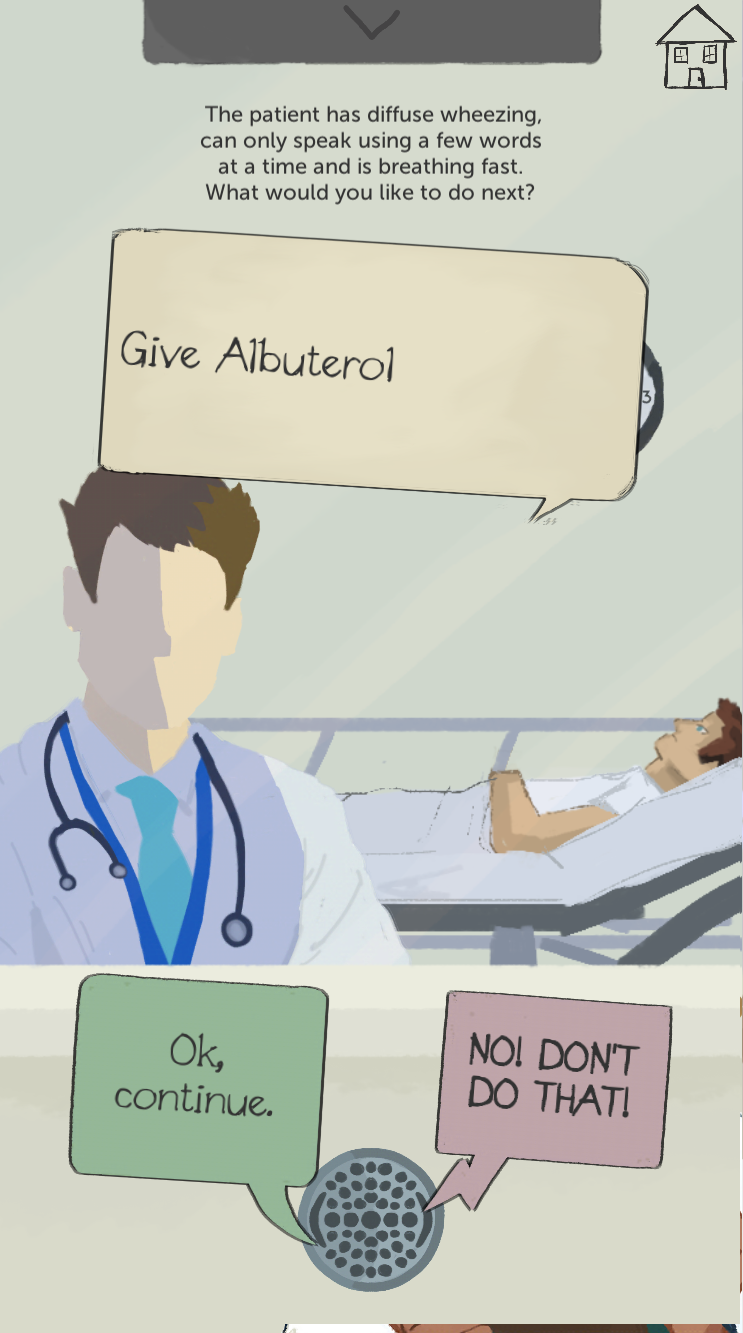 The patient has diffuse wheezing,
can only speak using a few words
at a time and is breathing fast.
What would you like to do next?
Give Albuterol
3
Ok,
continue.
NO! DON'T
DO THAT!